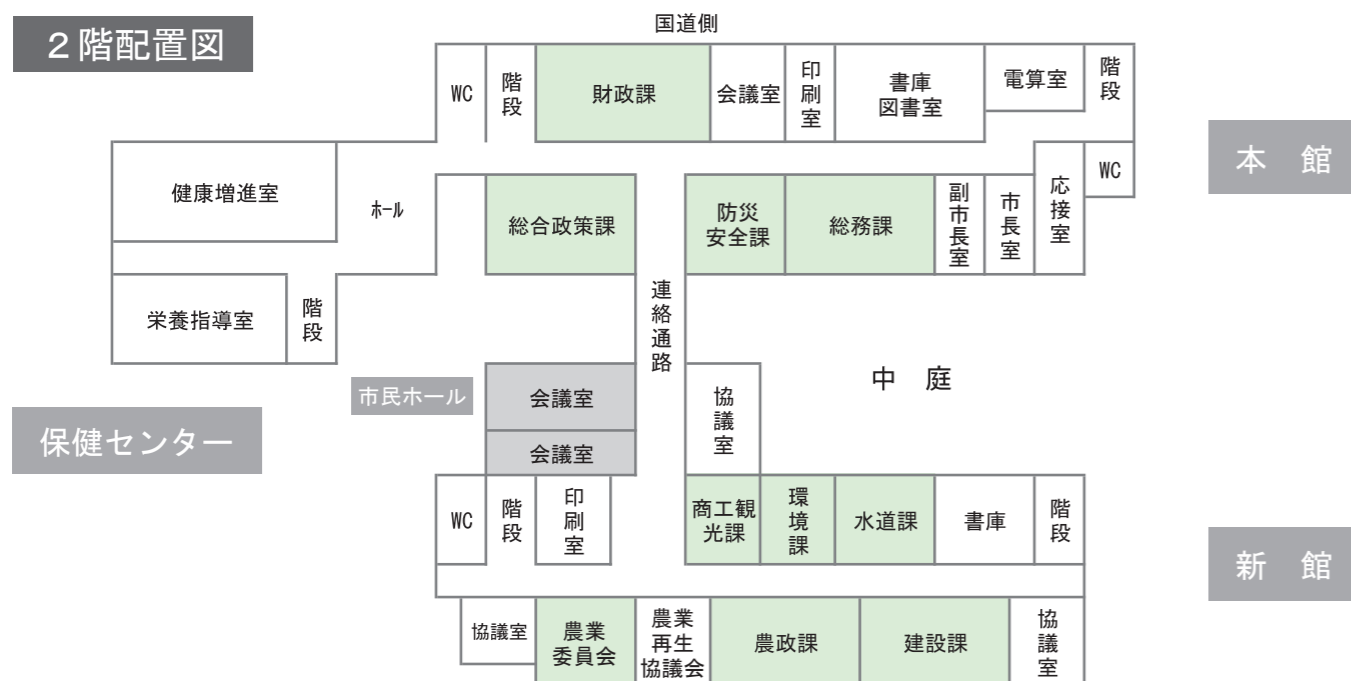 ２階配置図
国道側
WC
階段
財政課
会議室
印刷室
書庫
図書室
電算室
階段
本 館
健康増進室
ホール
総合政策課
防災
安全課
総務課
副市長室
市長室
応接室
WC
栄養指導室
階段
連絡通路
市民ホール
会議室
会議室
協議室
中 庭
保健センター
WC
階段
印刷室
商工観
光課
環境課
水道課
書庫
階段
新 館
協議室
農業
委員会
農業
再生
協議会
農政課
建設課
協議室